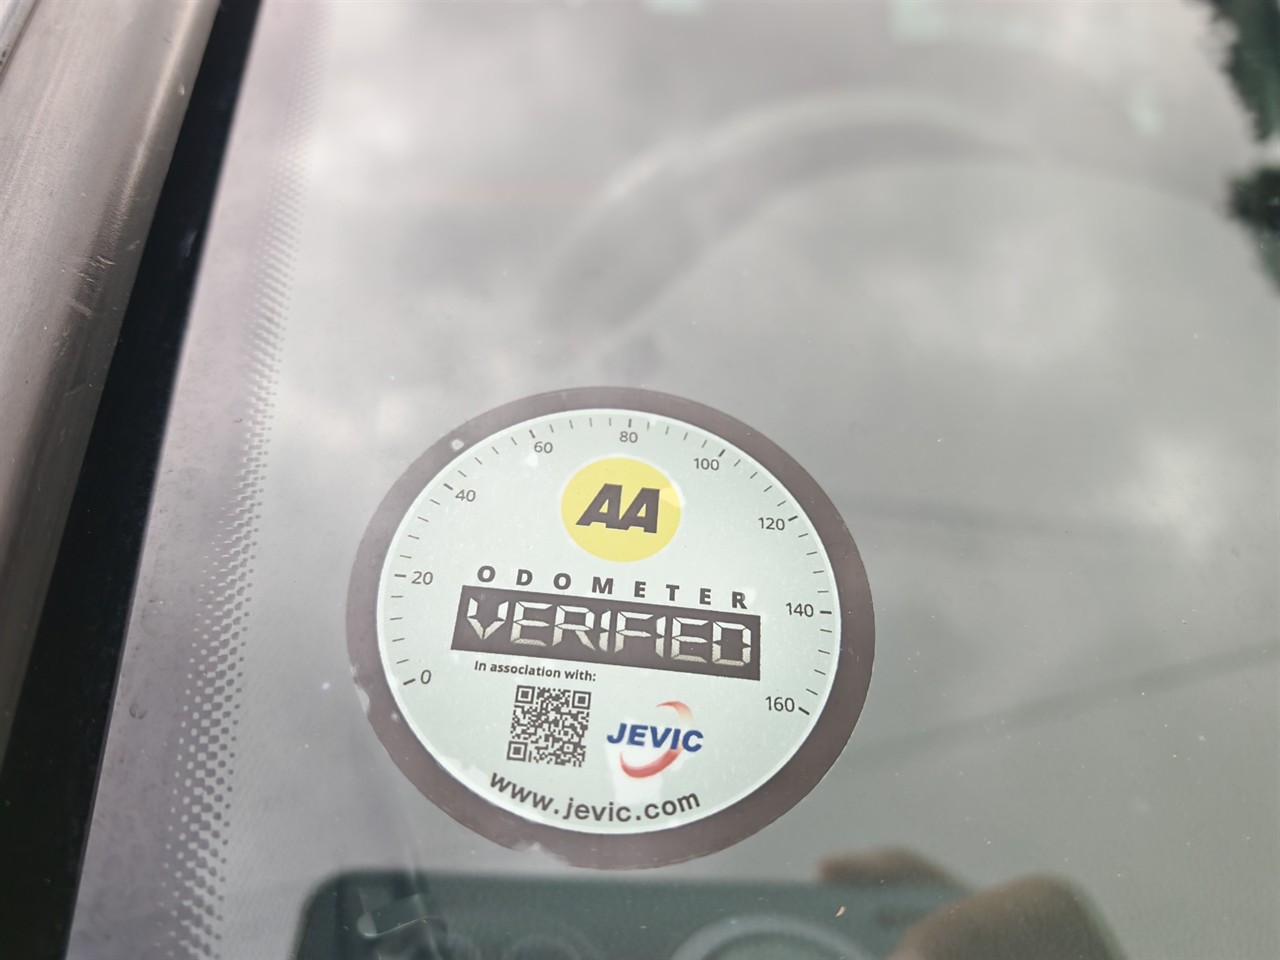 0
20
40
60
80
100
120
140
160
AA
ODOMETER
VERIFIED
In association with:
JEVIC
www.jevic.com